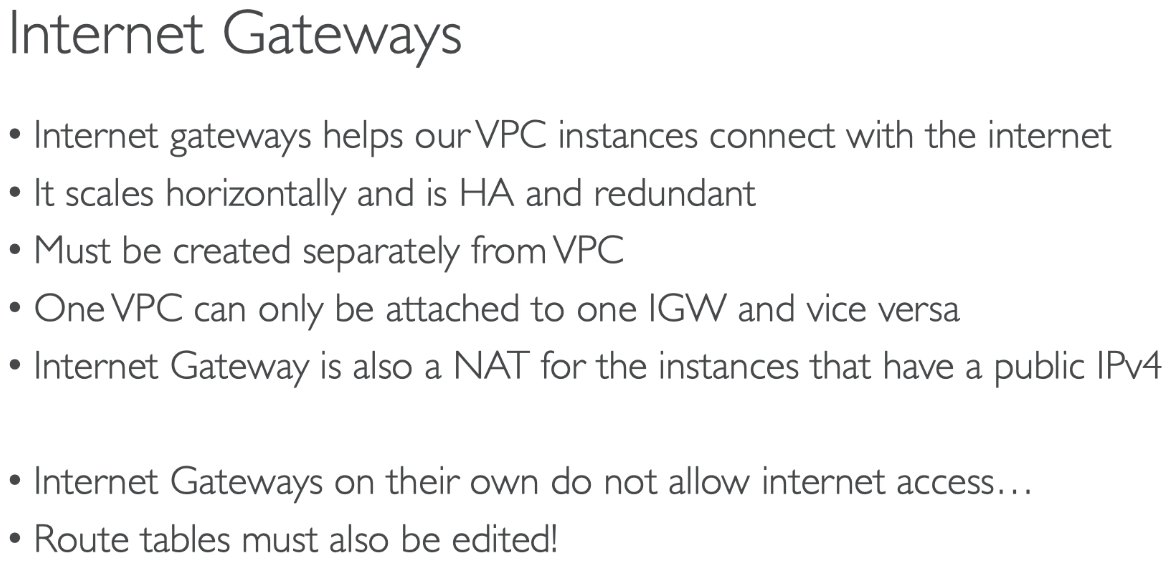 Internet Gateways
• Internet gateways helps our VPC instances connect with the internet
• It scales horizontally and is HA and redundant
• Must be created separately from VPC
• One VPC can only be attached to one IGW and vice versa
• Internet Gateway is also a NAT for the instances that have a public IPv4
• Internet Gateways on their own do not allow internet access…
• Route tables must also be edited!